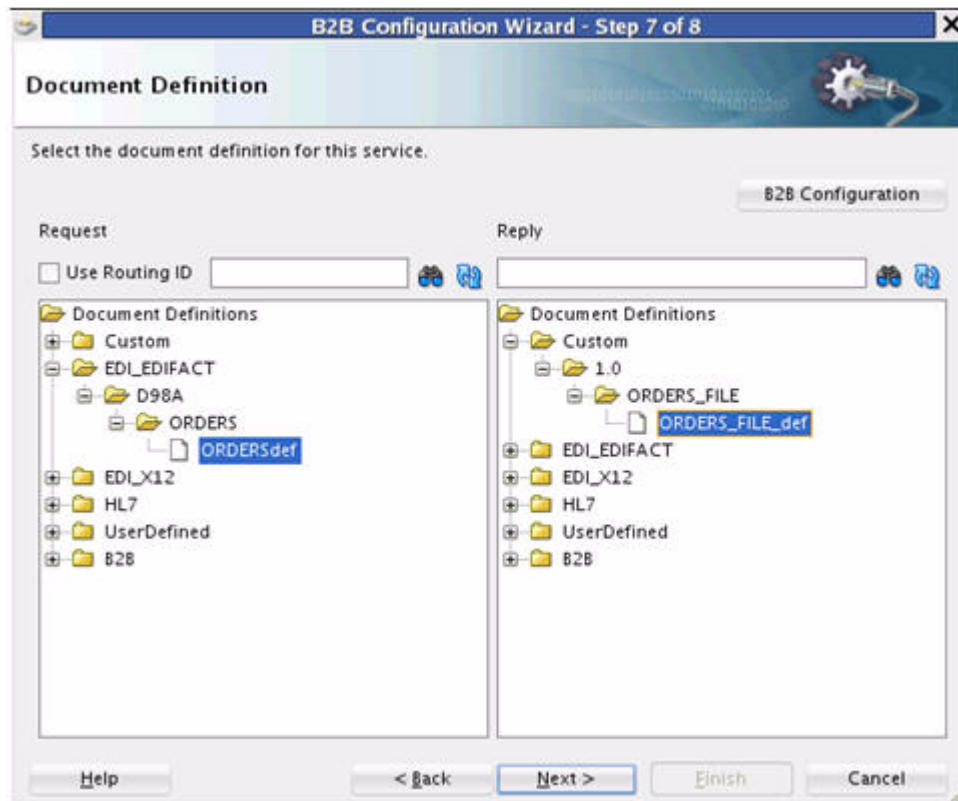 B2B Configuration Wizard - Step 7 of 8
Document Definition
Select the document definition for this service.
B2B Configuration
Request
Reply
Use Routing ID
Document Definitions
Custom
EDI_EDIFACT
D98A
ORDERS
ORDERSdef
EDI_X12
HL7
UserDefined
B2B
Document Definitions
Custom
1.0
ORDERS_FILE
ORDERS_FILE_def
EDI_EDIFACT
EDI_X12
HL7
UserDefined
B2B
Help
< Back
Next >
Finish
Cancel